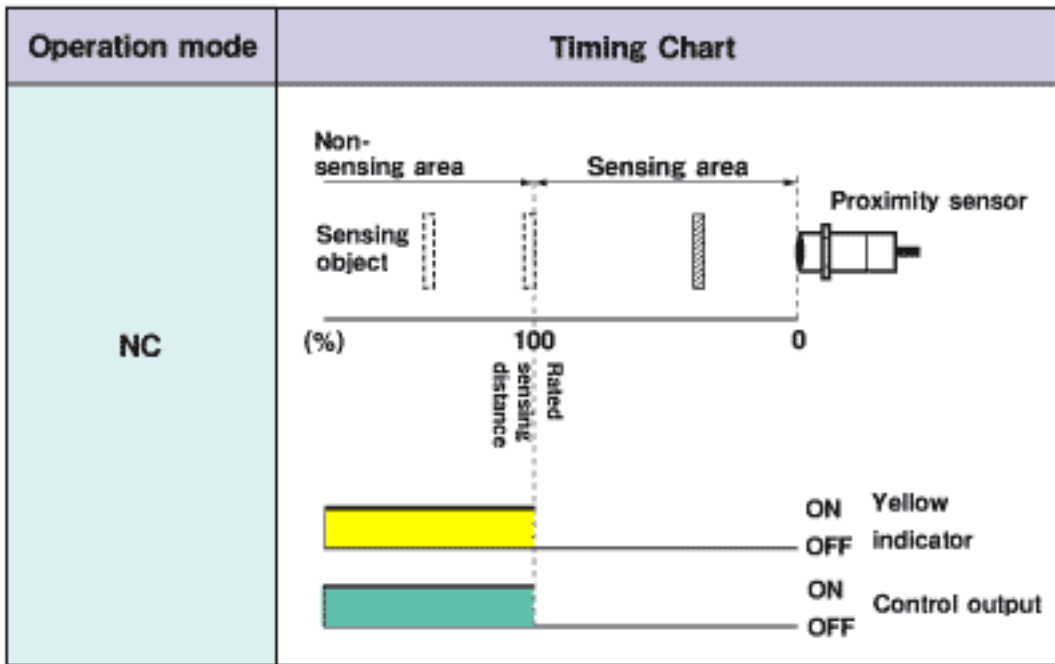 Operation mode
Timing Chart
NC
Non-
sensing area
Sensing area
Proximity sensor
Sensing
object
(%)
100
0
Rated
sensing
distance
ON
OFF
Yellow
indicator
ON
OFF
Control output